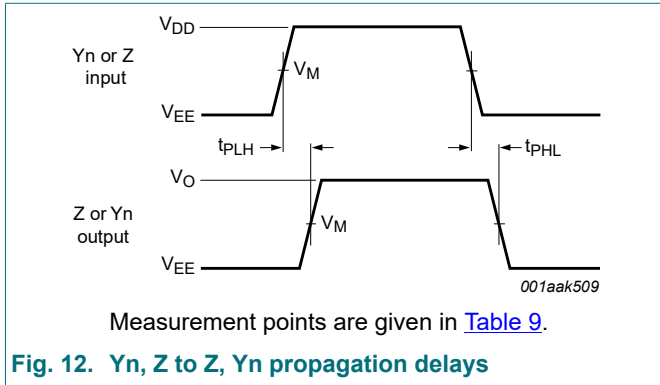 VDD
Yn or Z
input
VM
VEE
tPLH
tPHL
VO
Z or Yn
output
VM
VEE
001aak509
Measurement points are given in Table 9.
Fig. 12. Yn, Z to Z, Yn propagation delays